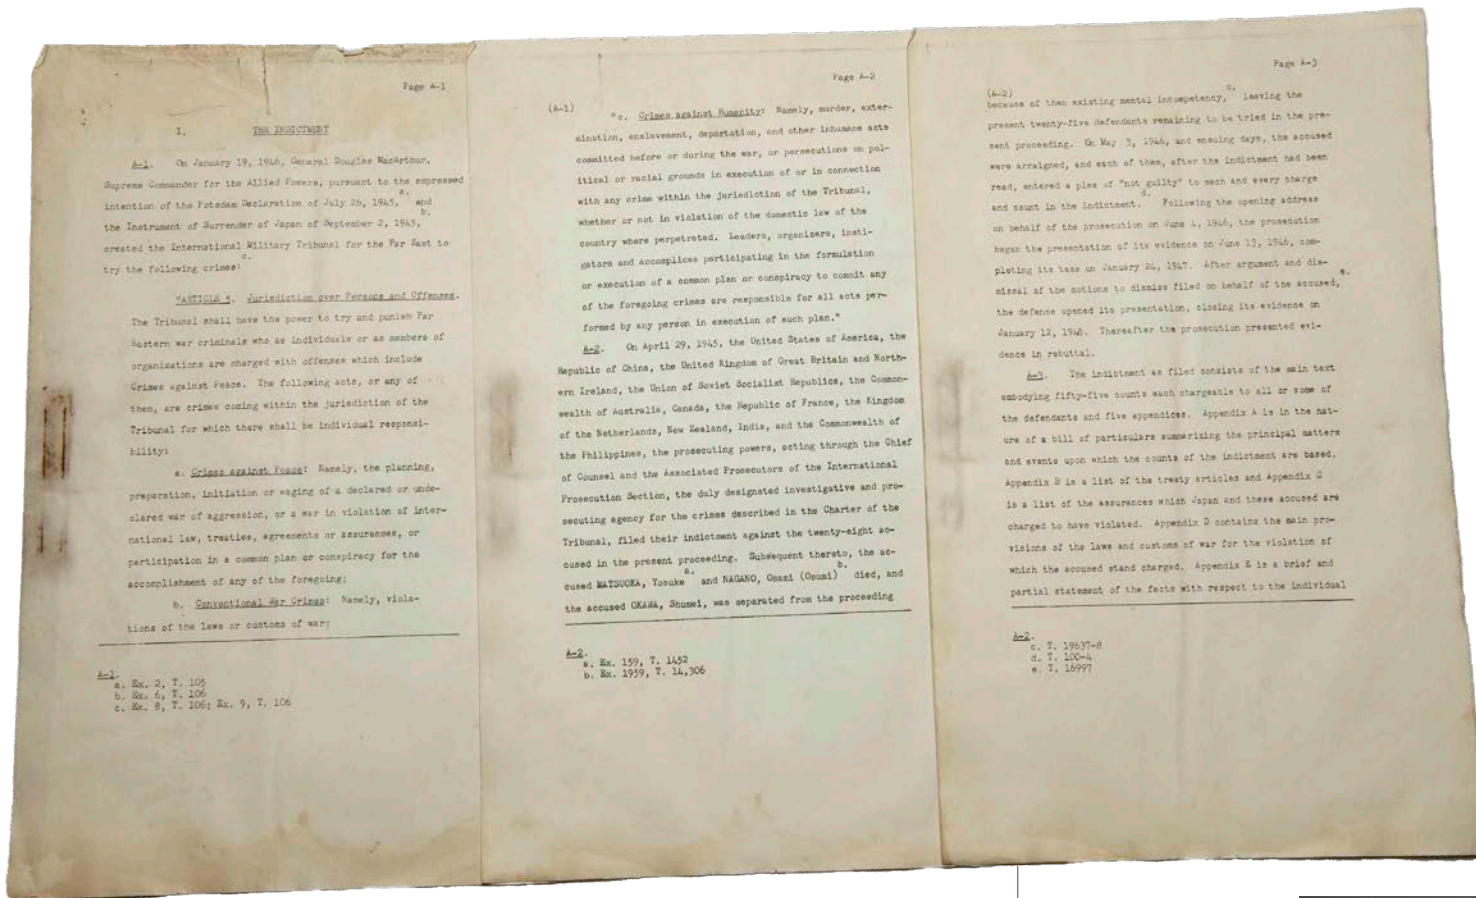 Page A-1
I. THE INDICTMENT
A-1. On January 19, 1946, General Douglas MacArthur,
Supreme Commander for the Allied Powers, pursuant to the expressed
a.
intention of the Potsdam Declaration of July 26, 1945, and
b.
the Instrument of Surrender of Japan of September 2, 1945,
created the International Military Tribunal for the Far East to
c.
try the following crimes:
"ARTICLE 5. Jurisdiction over Persons and Offenses.
The Tribunal shall have the power to try and punish Far
Eastern war criminals who as individuals or as members of
organizations are charged with offenses which include
Crimes against Peace. The following acts, or any of
them, are crimes coming within the jurisdiction of the
Tribunal for which there shall be individual responsi-
bility:
a. Crimes against Peace: Namely, the planning,
preparation, initiation or waging of a declared or unde-
clared war of aggression, or a war in violation of inter-
national law, treaties, agreements or assurances, or
participation in a common plan or conspiracy for the
accomplishment of any of the foregoing;
b. Conventional War Crimes: Namely, viola-
tions of the laws or customs of war;
A-1.
a. Ex. 2, T. 105
b. Ex. 6, T. 106
c. Ex. 8, T. 106; Ex. 9, T. 106
Page A-2
(A-1)
"c. Crimes against Humanity: Namely, murder, exter-
mination, enslavement, deportation, and other inhumane acts
committed before or during the war, or persecutions on pol-
itical or racial grounds in execution of or in connection
with any crime within the jurisdiction of the Tribunal,
whether or not in violation of the domestic law of the
country where perpetrated. Leaders, organizers, insti-
gators and accomplices participating in the formulation
or execution of a common plan or conspiracy to commit any
of the foregoing crimes are responsible for all acts per-
formed by any person in execution of such plan."
A-2. On April 29, 1945, the United States of America, the
Republic of China, the United Kingdom of Great Britain and North-
ern Ireland, the Union of Soviet Socialist Republics, the Common-
wealth of Australia, Canada, the Republic of France, the Kingdom
of the Netherlands, New Zealand, India, and the Commonwealth of
the Philippines, the prosecuting powers, acting through the Chief
of Counsel and the Associated Prosecutors of the International
Prosecution Section, the duly designated investigative and pro-
secuting agency for the crimes described in the Charter of the
Tribunal, filed their indictment against the twenty-eight ac-
cused in the present proceeding. Subsequent thereto, the ac-
a. b.
cused MATSUOKA, Yosuke and NAGANO, Osami (Osumi) died, and
the accused OKAWA, Shumei, was separated from the proceeding
A-2.
a. Ex. 159, T. 1452
b. Ex. 1959, T. 14,306
Page A-3
(A-2)
c.
because of then existing mental incompetency, leaving the
present twenty-five defendants remaining to be tried in the pre-
sent proceeding. On May 3, 1946, and ensuing days, the accused
were arraigned, and each of them, after the indictment had been
read, entered a plea of "not guilty" to each and every charge
d.
and count in the indictment. Following the opening address
on behalf of the prosecution on June 4, 1946, the prosecution
began the presentation of its evidence on June 13, 1946, com-
pleting its task on January 24, 1947. After argument and dis-
e.
missal of the motions to dismiss filed on behalf of the accused,
the defense opened its presentation, closing its evidence on
January 12, 1948. Thereafter the prosecution presented evi-
dence in rebuttal.
A-3. The indictment as filed consists of the main text
embodying fifty-five counts each chargeable to all or some of
the defendants and five appendices. Appendix A is in the nat-
ure of a bill of particulars summarizing the principal matters
and events upon which the counts of the indictment are based.
Appendix B is a list of the treaty articles and Appendix C
is a list of the assurances which Japan and these accused are
charged to have violated. Appendix D contains the main pro-
visions of the laws and customs of war for the violation of
which the accused stand charged. Appendix E is a brief and
partial statement of the facts with respect to the individual
A-2.
c. T. 19637-8
d. T. 100-4
e. T. 16997